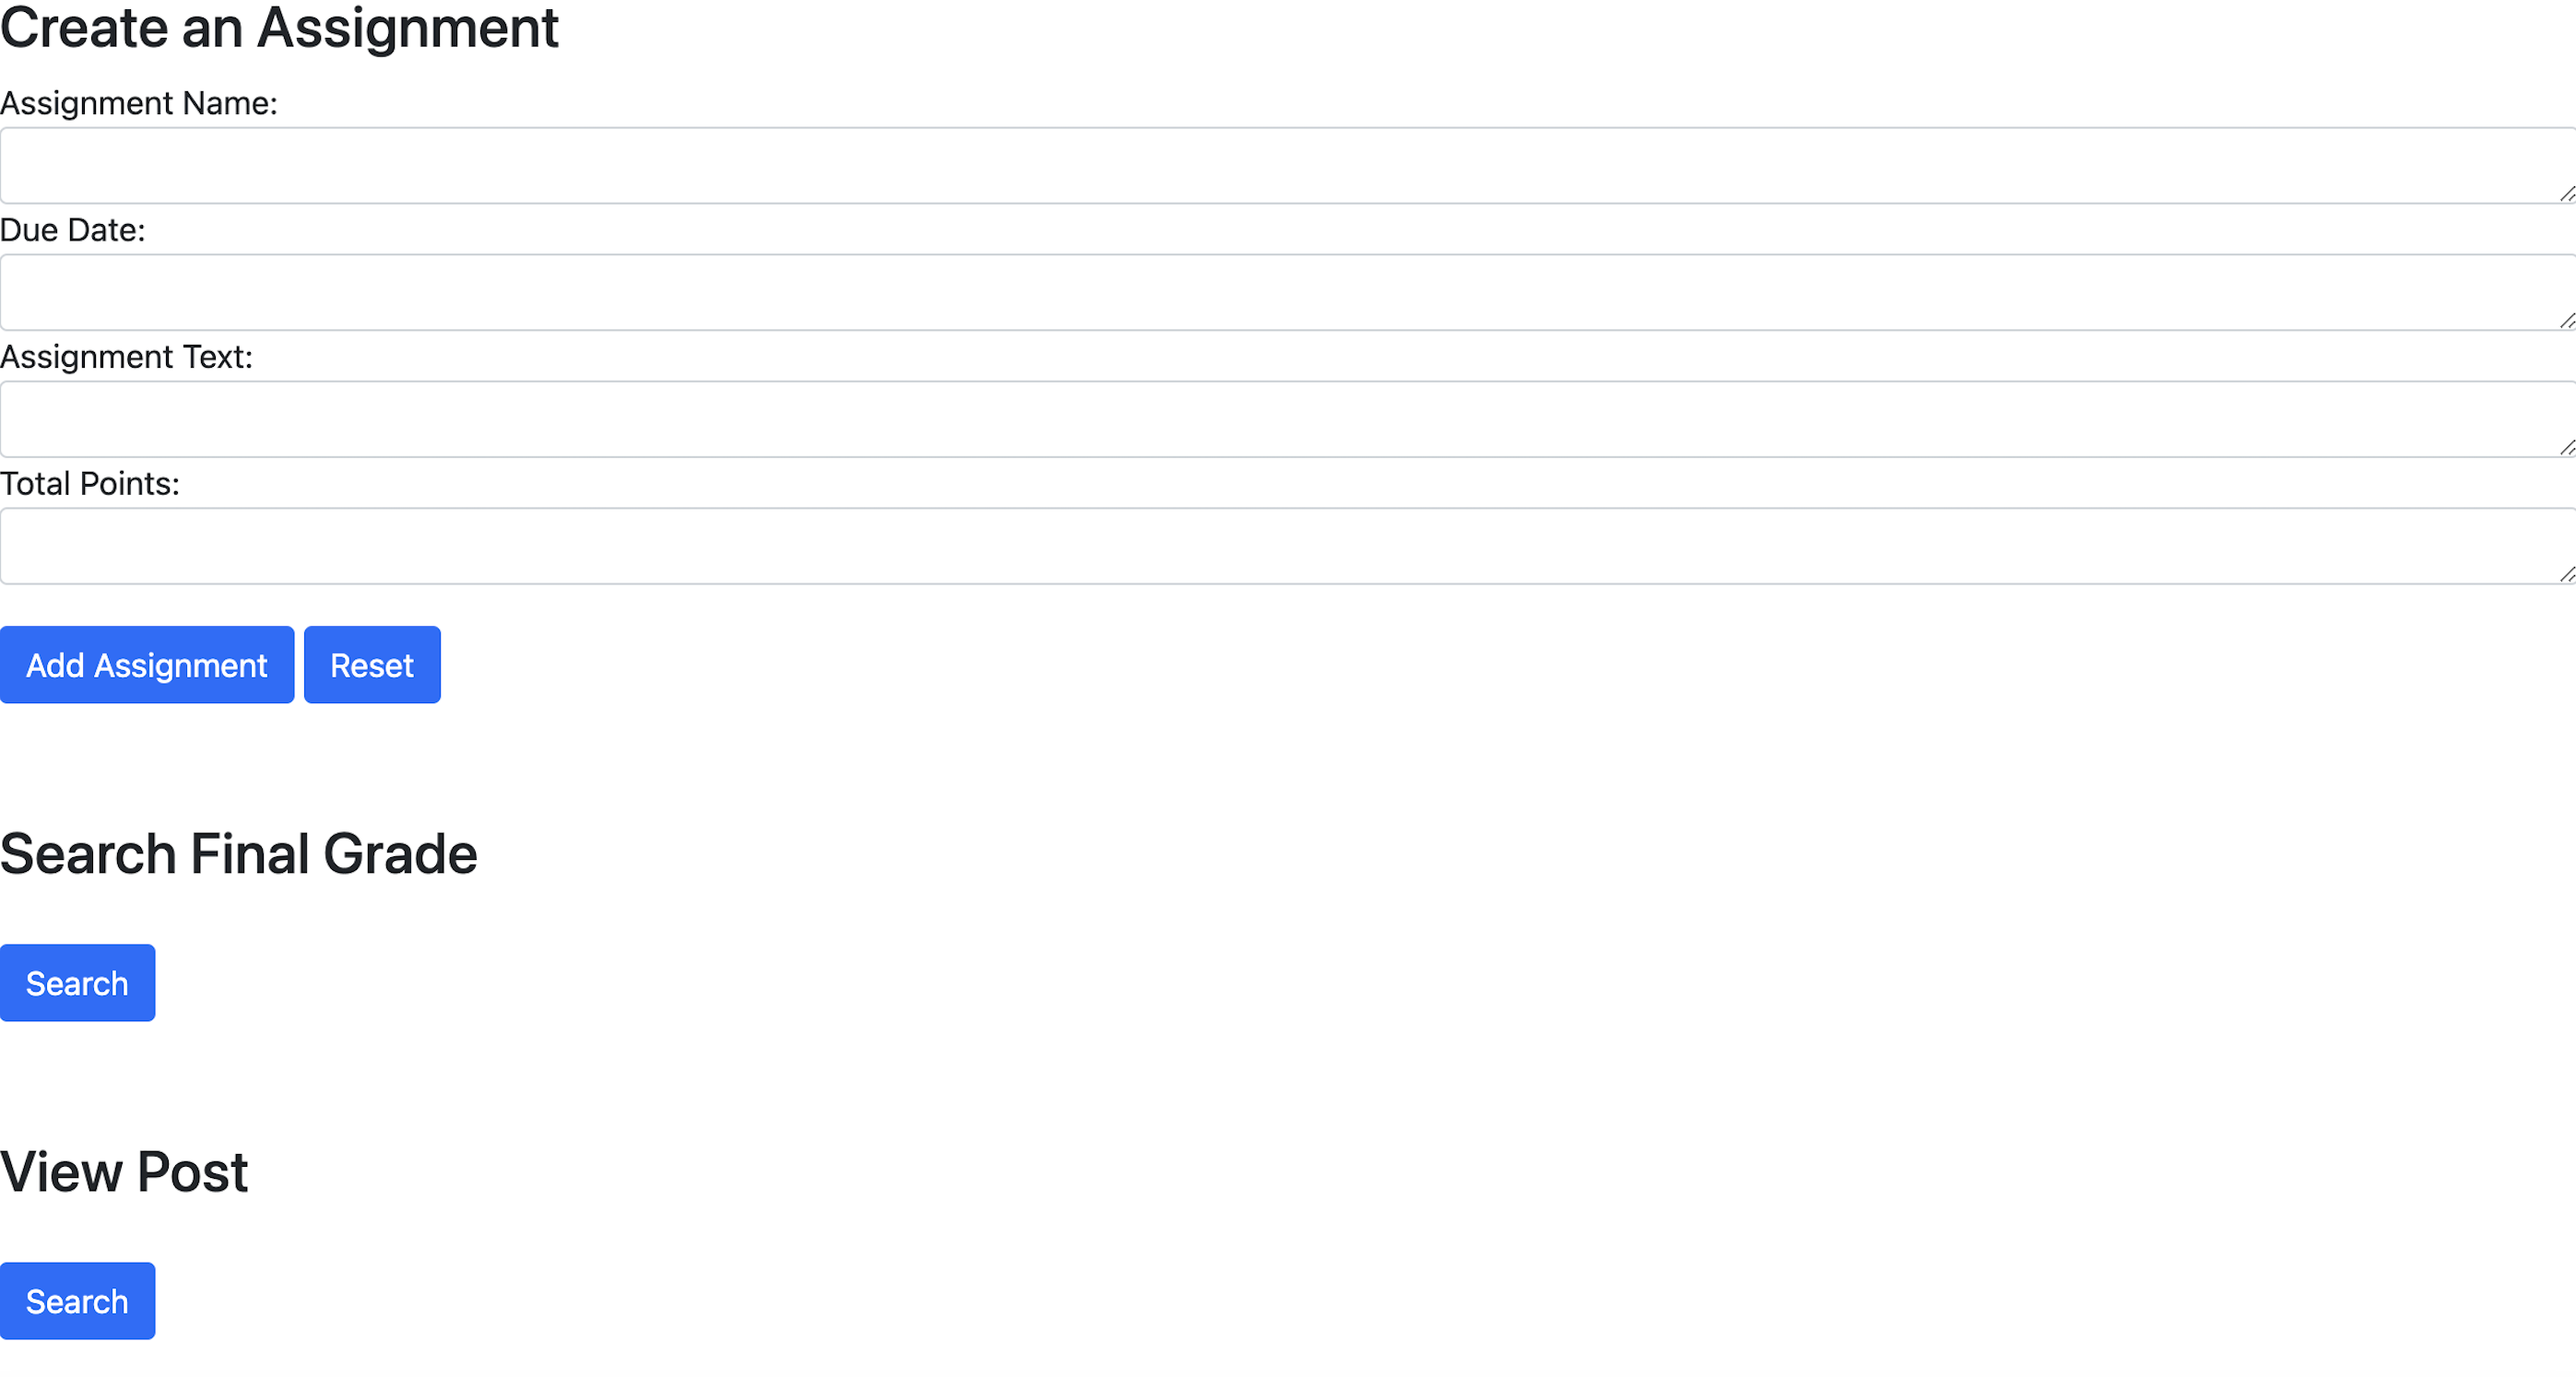 Create an Assignment
Assignment Name:
Due Date:
Assignment Text:
Total Points:
Add Assignment Reset
Search Final Grade
Search
View Post
Search